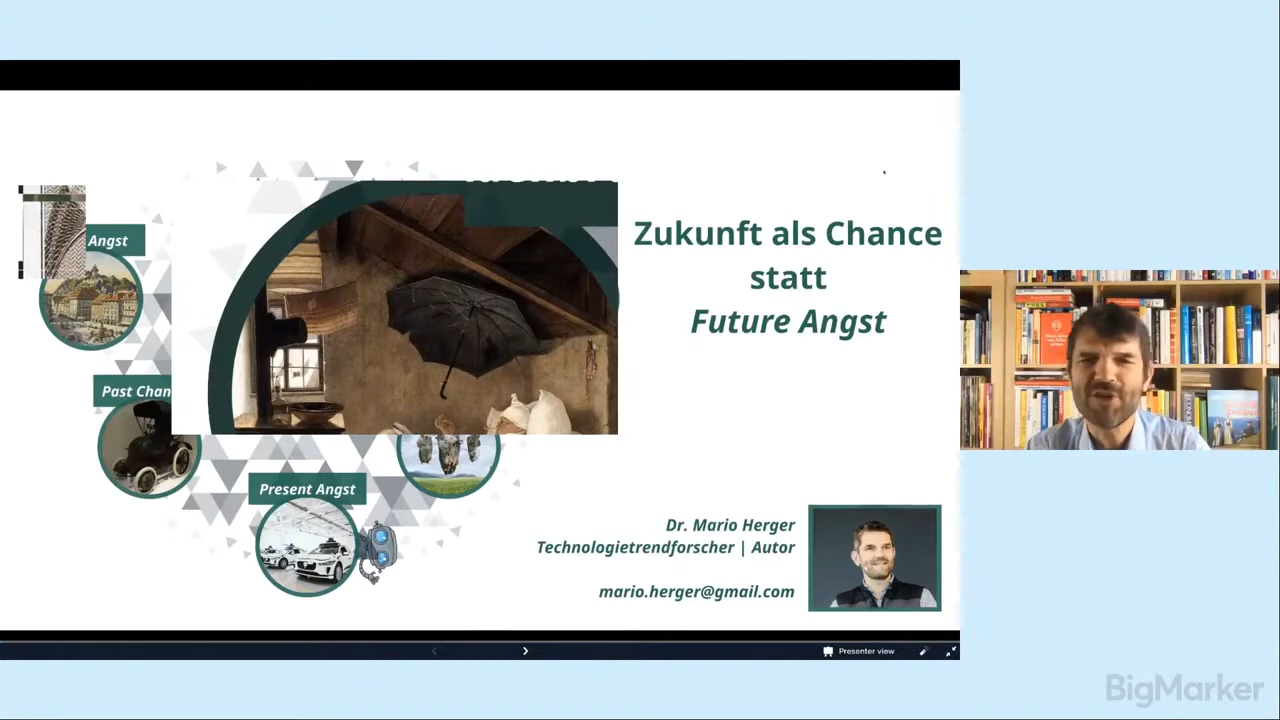 Zukunft als Chance
statt
Future Angst
Angst
Past Chan
Present Angst
Dr. Mario Herger
Technologietrendforscher | Autor
mario.herger@gmail.com
Presenter view
BigMarker